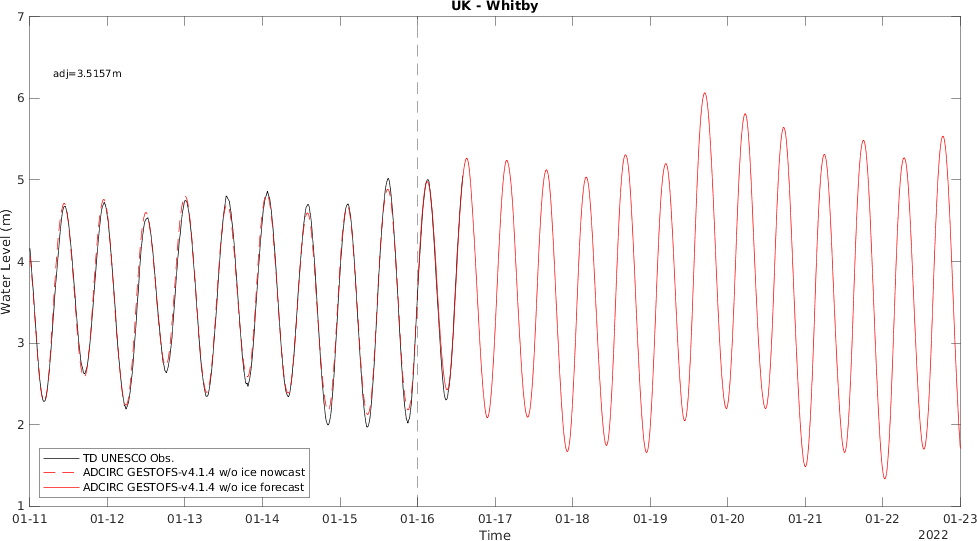 UK - Whitby
7
adj=3.5157m
6
5
4
3
2
1
Water Level (m)
TD UNESCO Obs.
ADCIRC GESTOFS-v4.1.4 w/o ice nowcast
ADCIRC GESTOFS-v4.1.4 w/o ice forecast
01-11 01-12 01-13 01-14 01-15 01-16 01-17 01-18 01-19 01-20 01-21 01-22 01-23
Time
2022